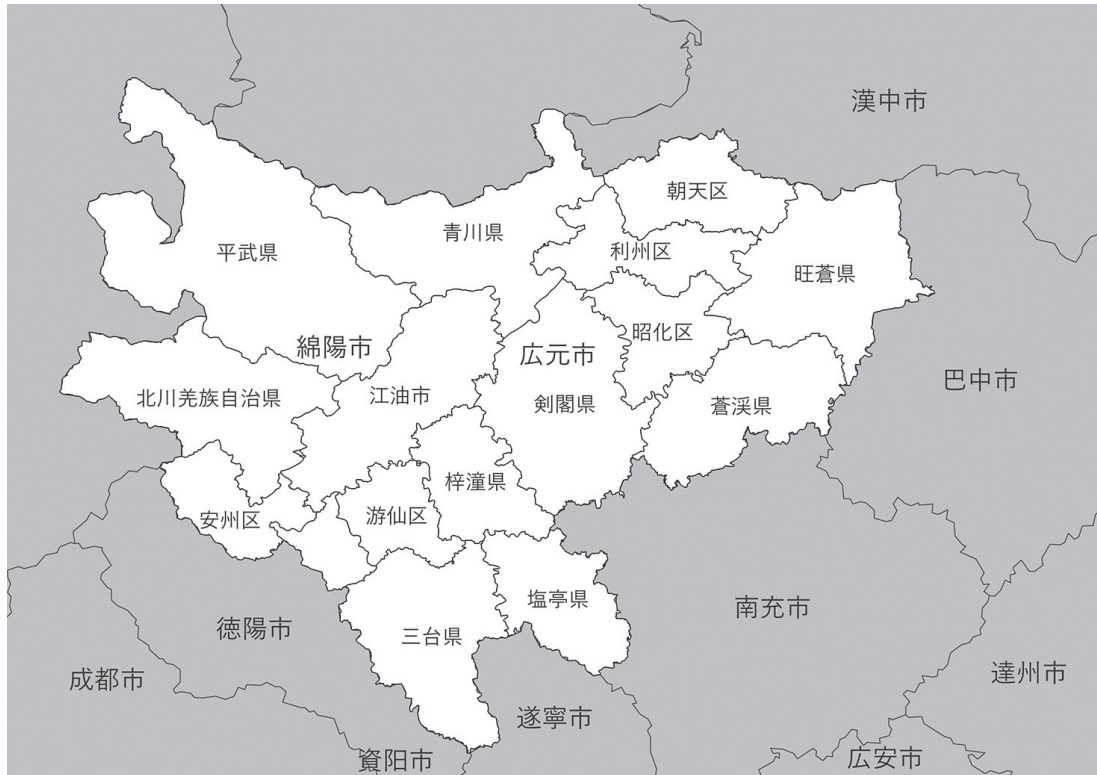 漢中市
朝天区
青川県
平武県
利州区
旺蒼県
昭化区
綿陽市
広元市
巴中市
江油市
北川羌族自治県
剣閣県
蒼渓県
梓潼県
安州区
游仙区
塩亭県
南充市
徳陽市
三台県
成都市
達州市
遂寧市
資阳市
広安市